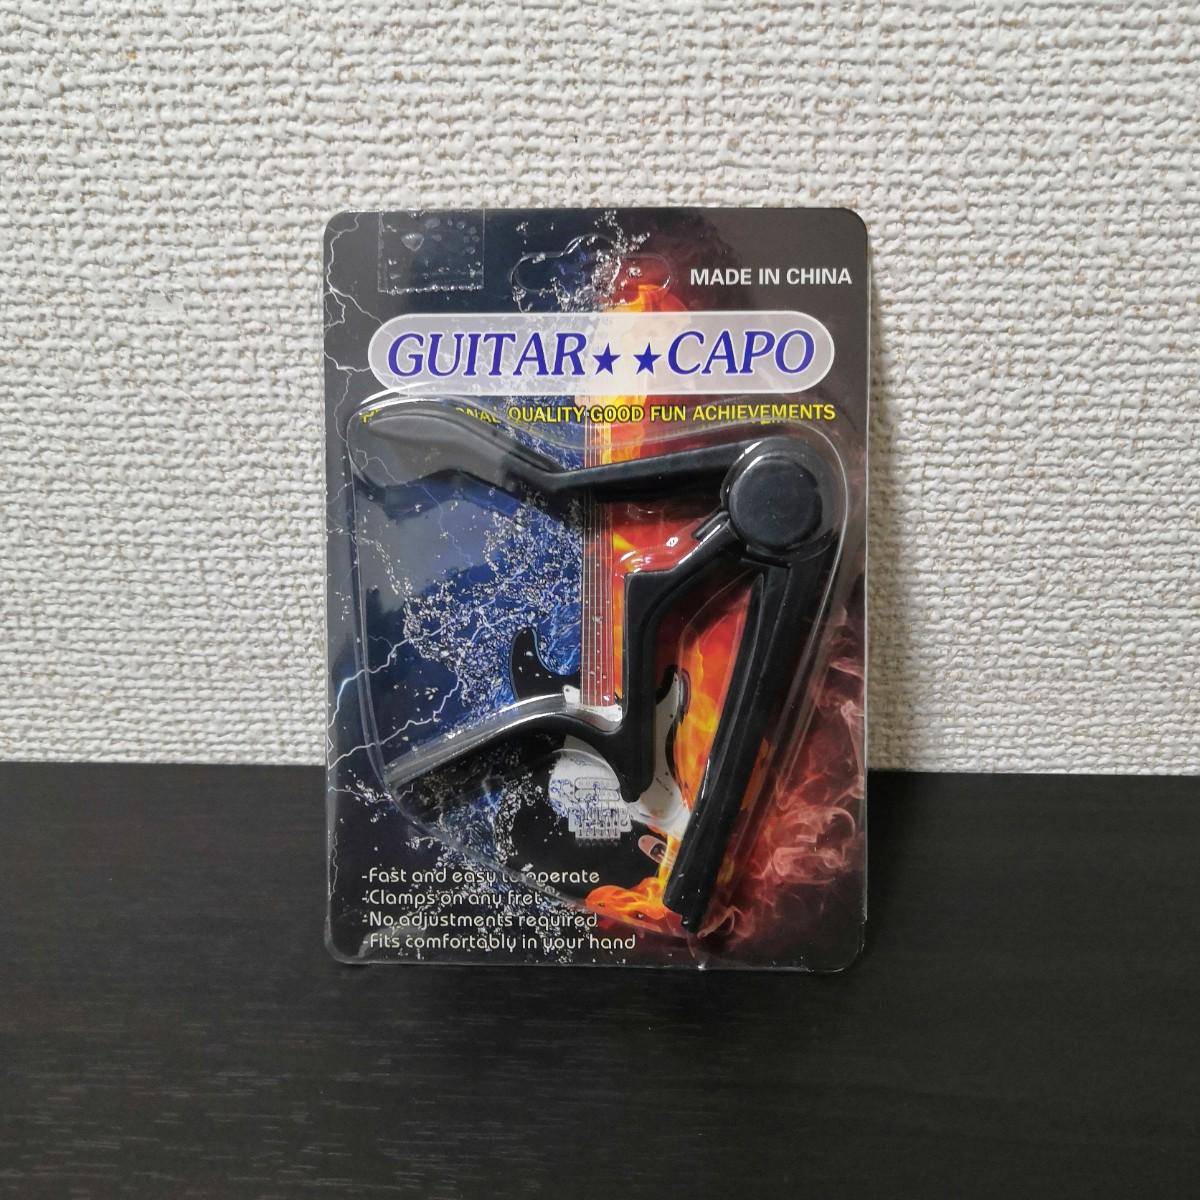 MADE IN CHINA
GUITAR★★CAPO
QUALITY GOOD FUN ACHIEVEMENTS
-Fast and easy to operate
-Clamps on any fret
-No adjustments required
-Fits comfortably in your hand